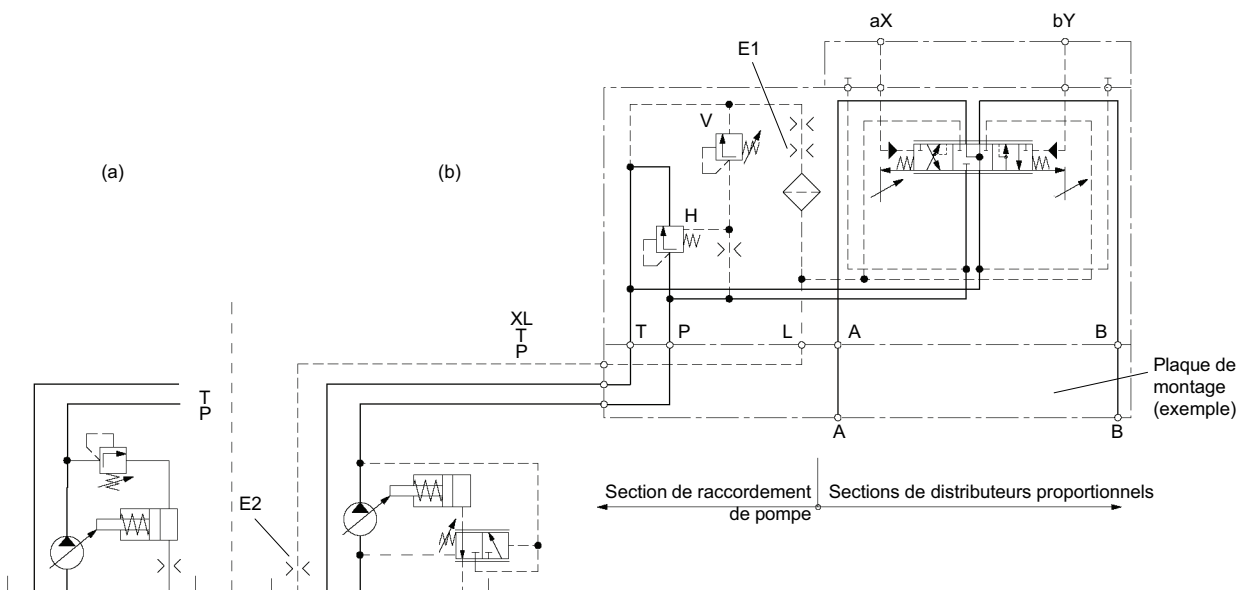 aX
bY
E1
V
(a)
(b)
H
XL
T
P
T
P
L
A
B
Plaque de
montage
(exemple)
T
P
A
B
Section de raccordement
de pompe
Sections de distributeurs proportionnels
E2